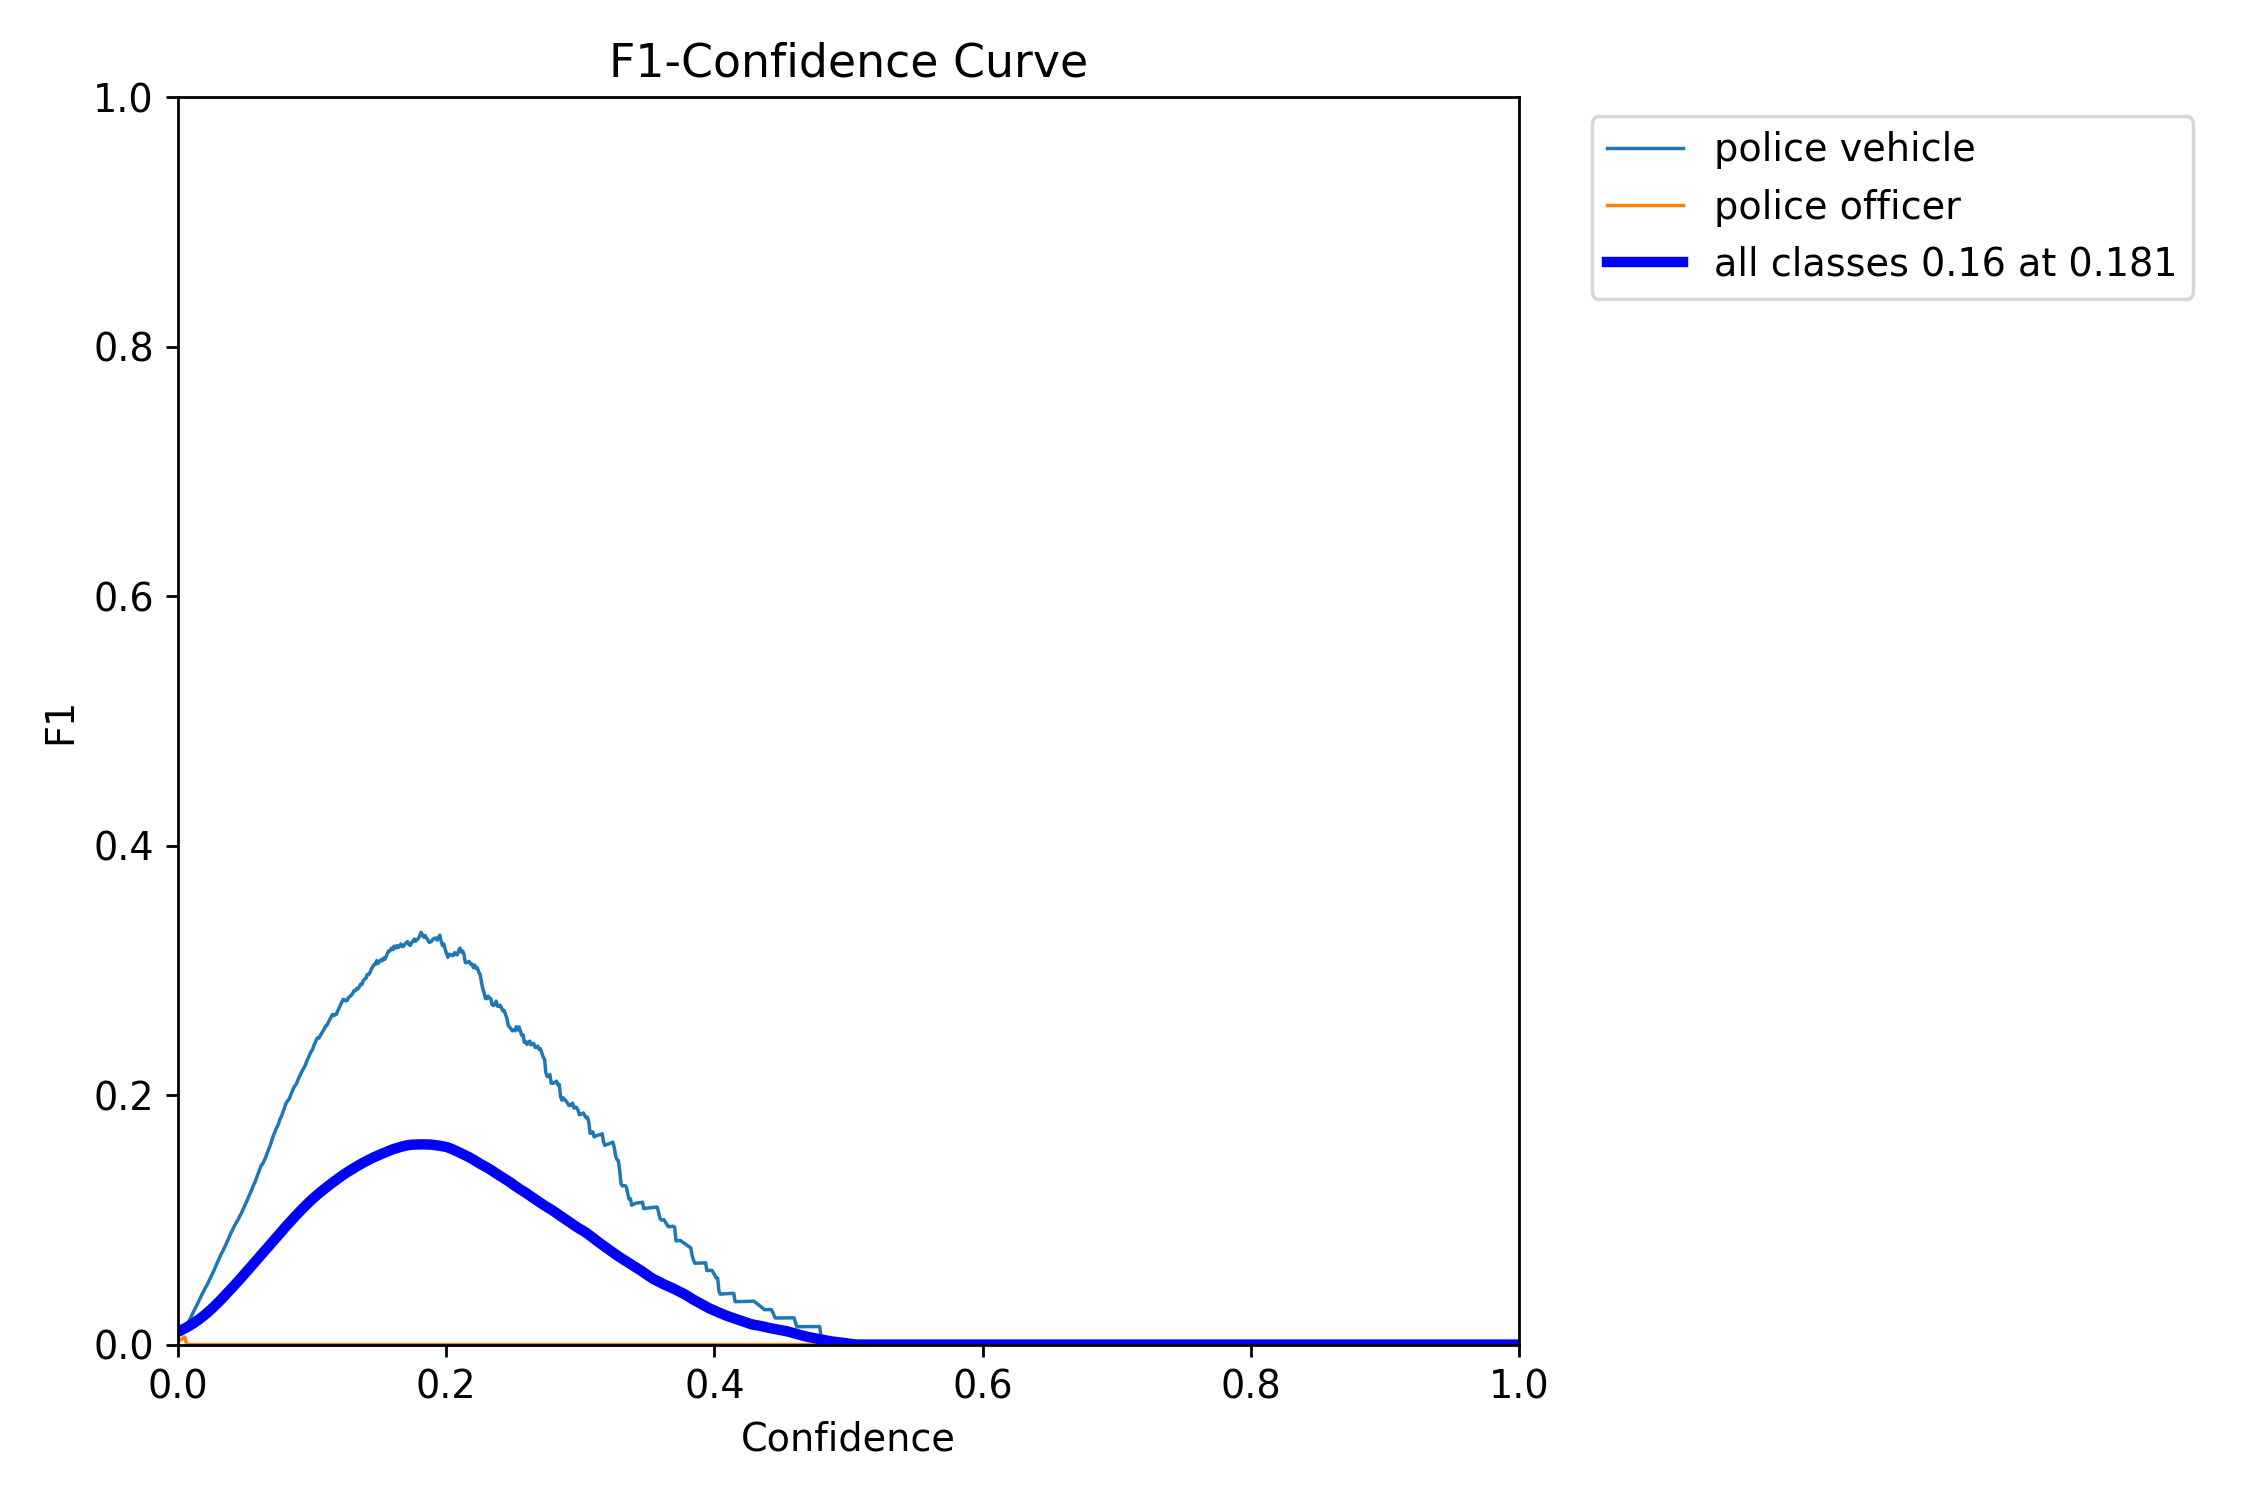 F1-Confidence Curve
1.0
0.8
0.6
0.4
0.2
0.0
F1
0.0 0.2 0.4 0.6 0.8 1.0
Confidence
police vehicle
police officer
all classes 0.16 at 0.181